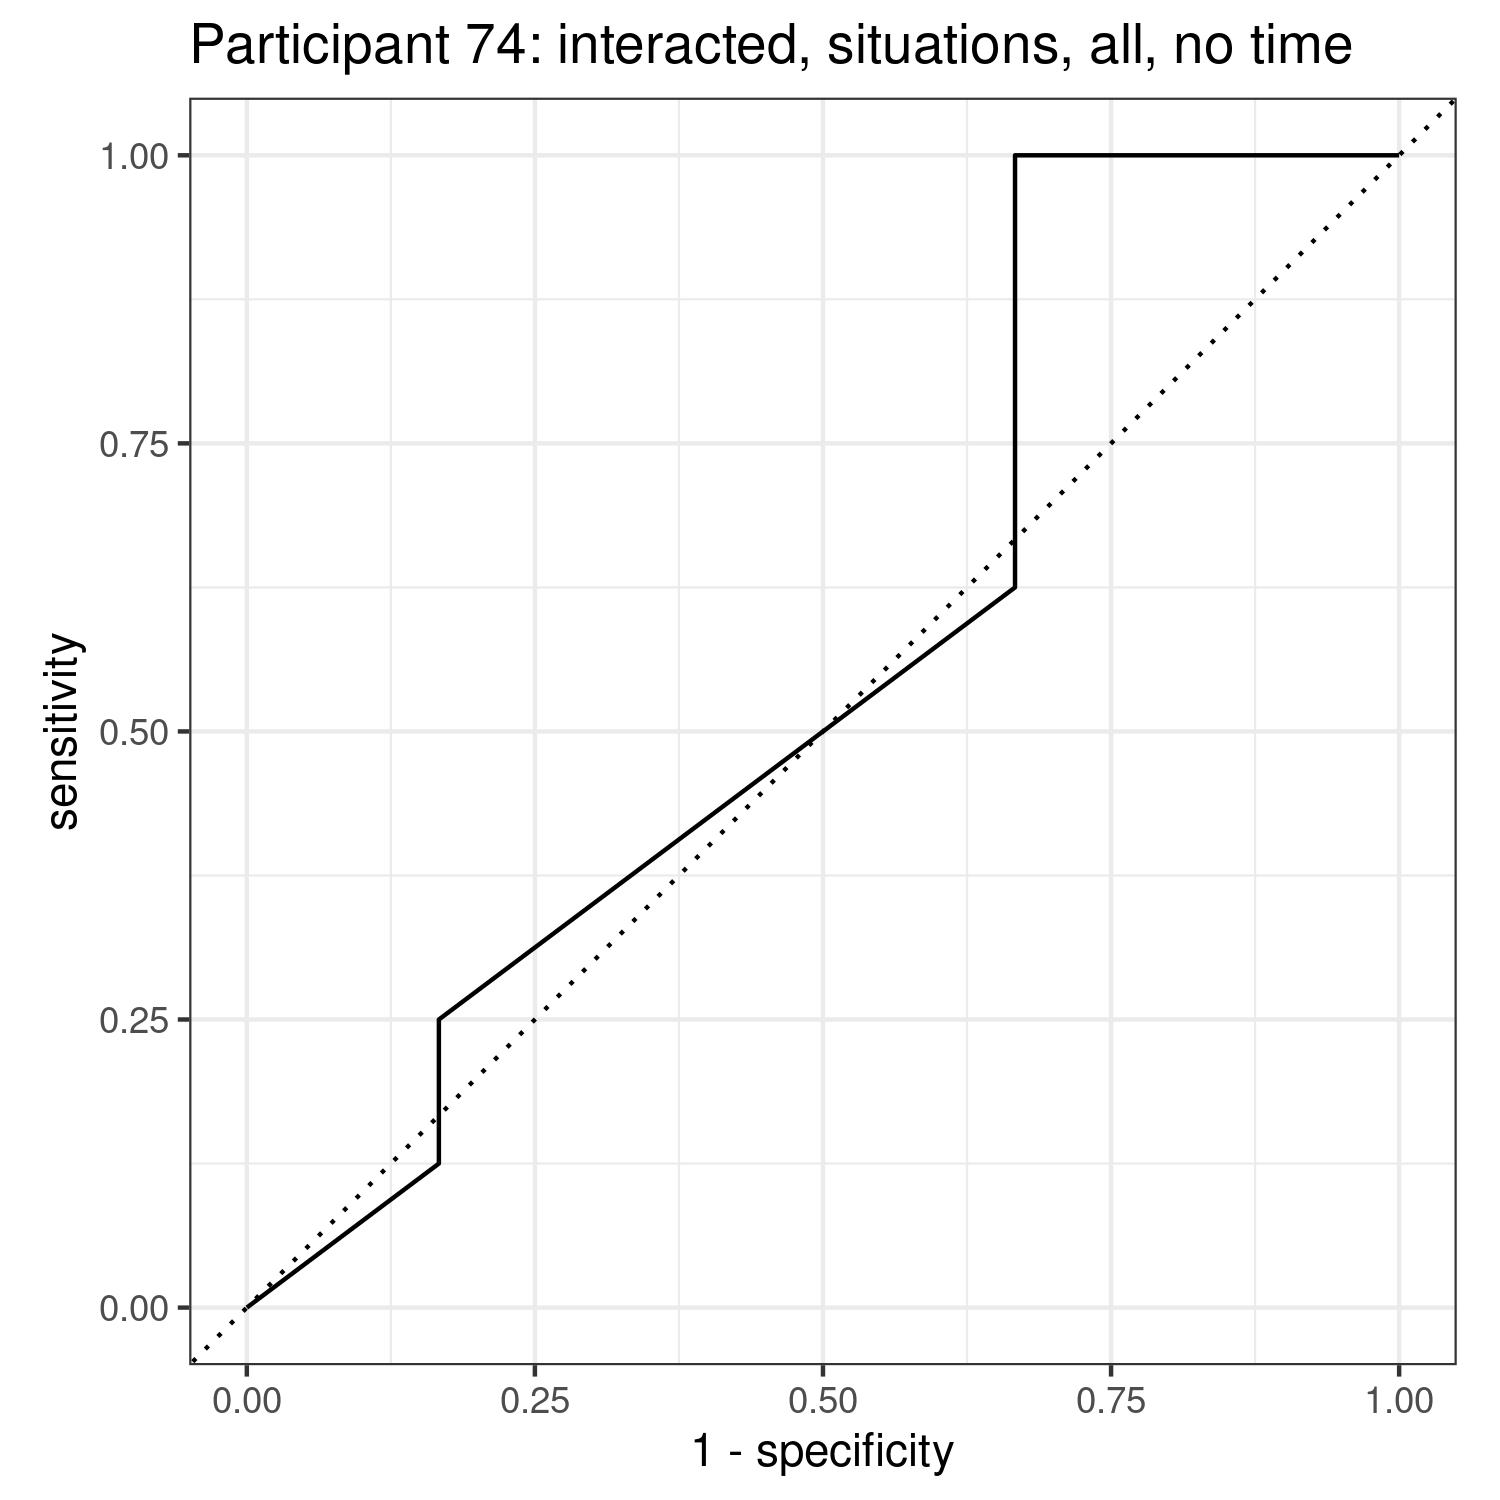 Participant 74: interacted, situations, all, no time
1.00
0.75
0.50
0.25
0.00
sensitivity
0.00 0.25 0.50 0.75 1.00
1 - specificity